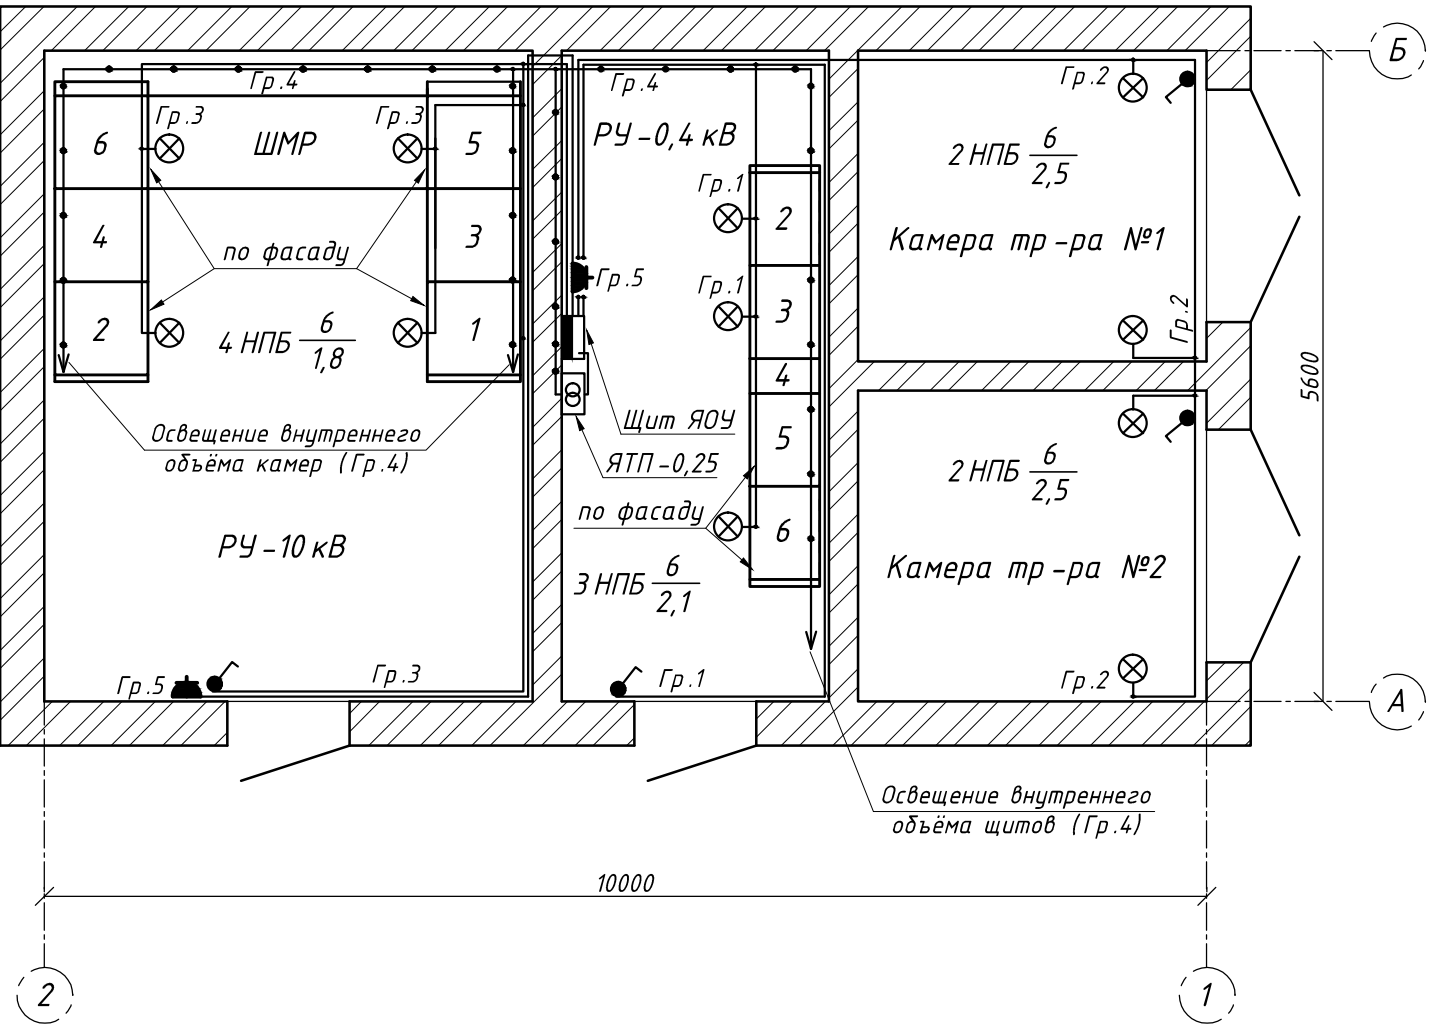 Гр.4
Гр.3
Гр.3
6
ШМР
5
4
3
по фасаду
2
1
4 НПБ 6/1,8
Освещение внутреннего
объёма камер (Гр.4)
РУ-10 кВ
Гр.5
Гр.3
Гр.4
РУ-0,4 кВ
Гр.1
2
Гр.5
Гр.1
3
4
Щит ЯОУ
5
ЯТП-0,25
по фасаду
6
3 НПБ 6/2,1
Гр.1
Гр.2
2 НПБ 6/2,5
Камера тр-ра №1
Гр.2
2 НПБ 6/2,5
Камера тр-ра №2
Гр.2
Б
5600
А
Освещение внутреннего
объёма щитов (Гр.4)
10000
2
1